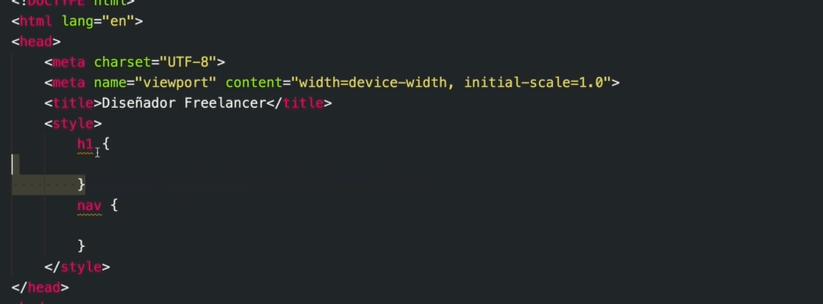 <!DOCTYPE html>
<html lang="en">
<head>
<meta charset="UTF-8">
<meta name="viewport" content="width=device-width, initial-scale=1.0">
<title>Diseñador Freelancer</title>
<style>
h1 {
}
nav {
}
</style>
</head>